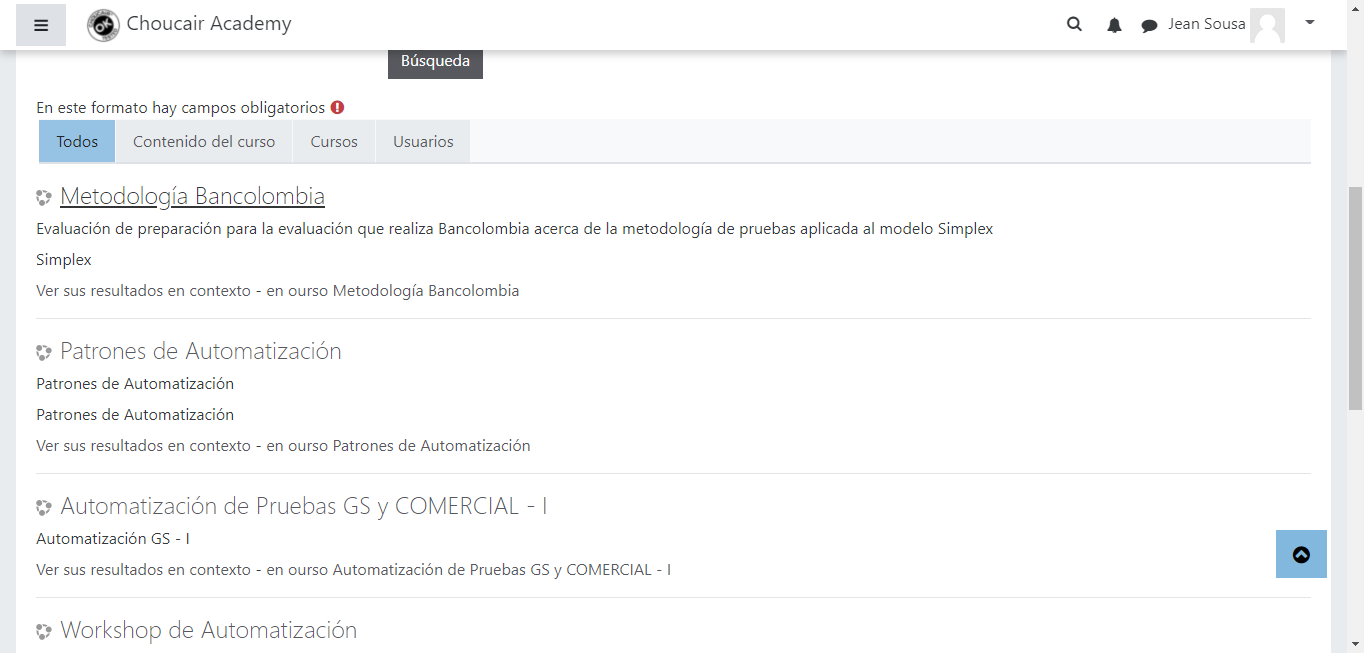 Choucair Academy
Jean Sousa
Búsqueda
En este formato hay campos obligatorios
Todos
Contenido del curso
Cursos
Usuarios
Metodología Bancolombia
Evaluación de preparación para la evaluación que realiza Bancolombia acerca de la metodología de pruebas aplicada al modelo Simplex
Simplex
Ver sus resultados en contexto - en ourso Metodología Bancolombia
Patrones de Automatización
Patrones de Automatización
Patrones de Automatización
Ver sus resultados en contexto - en ourso Patrones de Automatización
Automatización de Pruebas GS y COMERCIAL - I
Automatización GS - I
Ver sus resultados en contexto - en ourso Automatización de Pruebas GS y COMERCIAL - I
Workshop de Automatización